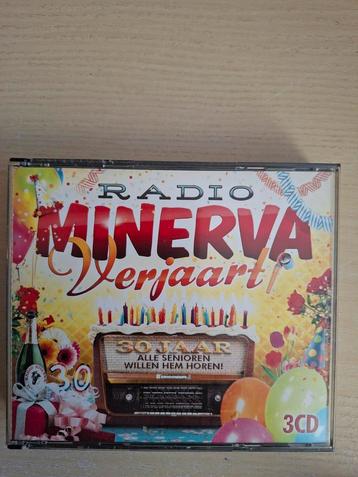 RADIO
MINERVA
Verjaart
30 JAAR
ALLE SENIOREN
WILLEN HEM HOREN!
30
3CD